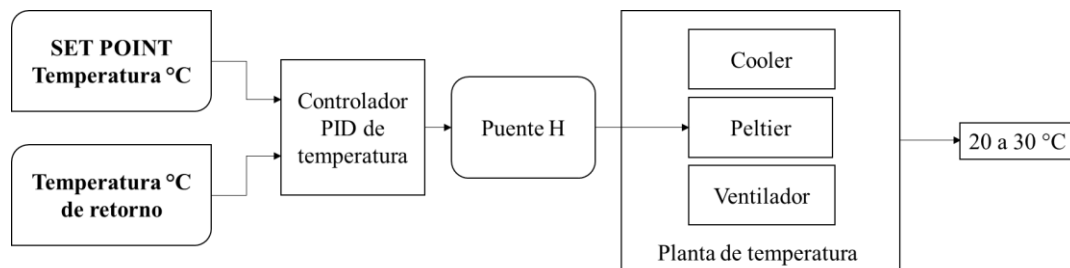 SET POINT
Temperatura °C
Temperatura °C
de retorno
Controlador
PID de
temperatura
Puente H
Cooler
Peltier
Ventilador
Planta de temperatura
20 a 30 °C